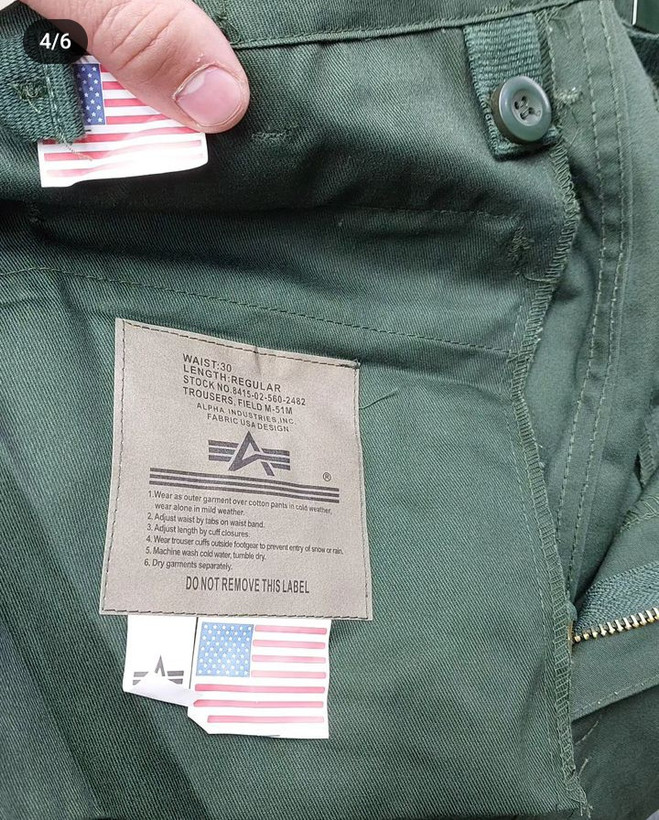 4/6
WAIST:30
LENGTH:REGULAR
STOCK NO.8415-02-560-2482
TROUSERS, FIELD M-51M
ALPHA INDUSTRIES,INC.
FABRIC USA DESIGN
®
1.Wear as outer garment over cotton pants in cold weather,
wear alone in mild weather.
2. Adjust waist by tabs on waist band.
3. Adjust length by cuff closures.
4. Wear trouser cuffs outside footgear to prevent entry of snow or rain.
5. Machine wash cold water, tumble dry.
6. Dry garments separately.
DO NOT REMOVE THIS LABEL